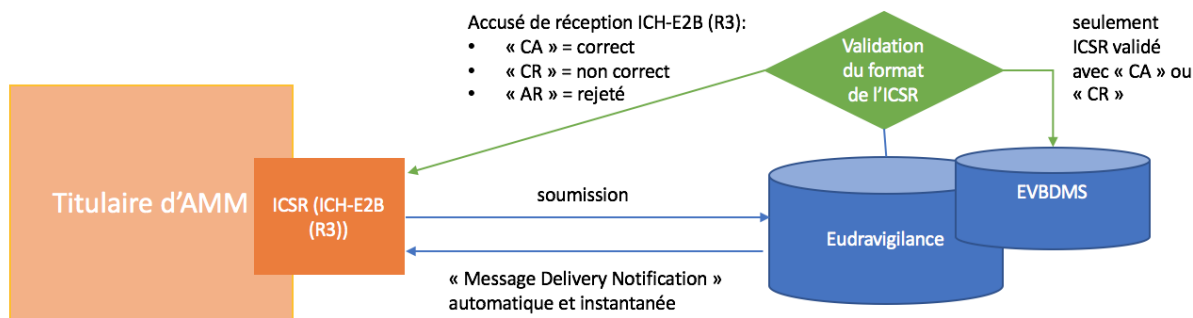 Accusé de réception ICH-E2B (R3):
• « CA » = correct
• « CR » = non correct
• « AR » = rejeté
Validation
du format
de l’ICSR
seulement
ICSR validé
avec « CA » ou
« CR »
Titulaire d’AMM
ICSR (ICH-E2B
(R3))
soumission
EVBDMS
Eudravigilance
« Message Delivery Notification »
automatique et instantanée